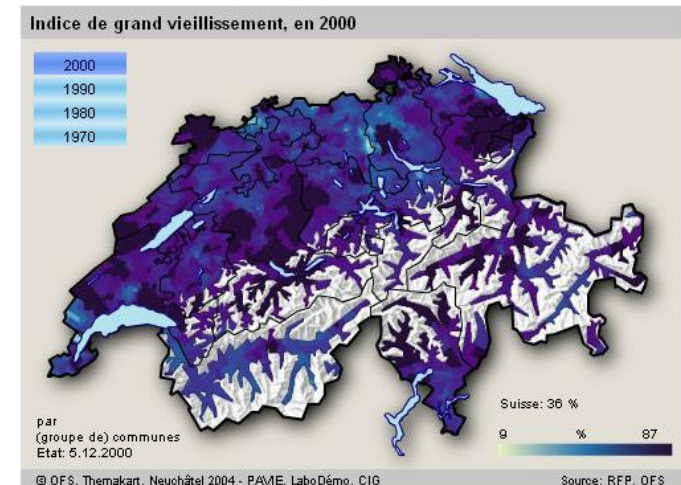 Indice de grand vieillissement, en 2000
2000
1990
1980
1970
Suisse: 36 %
9 % 87
par
(groupe de) communes
Etat: 5.12.2000
@ OFS, Themakart, Neuchâtel 2004 - PAVIE, LaboDémo, CIG Source: RFP, OFS